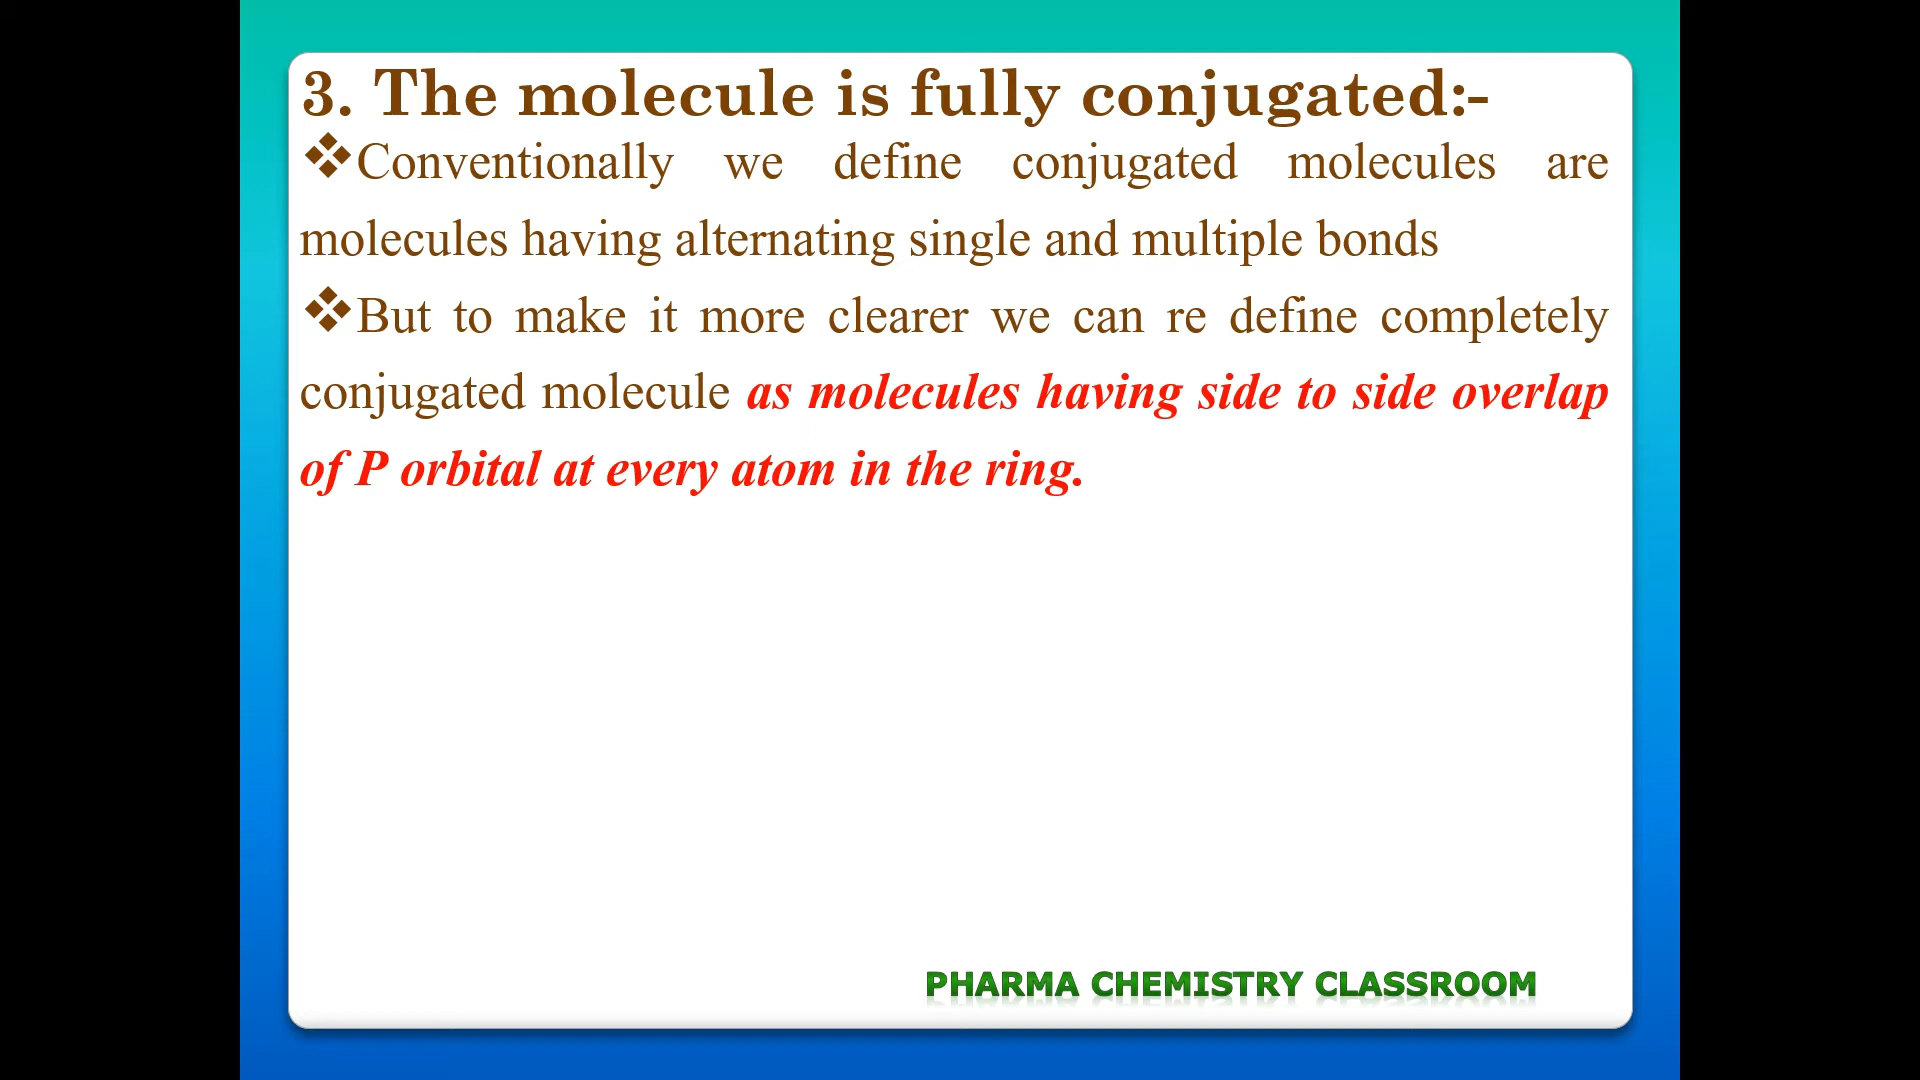 3. The molecule is fully conjugated:-
❖Conventionally we define conjugated molecules are
molecules having alternating single and multiple bonds
❖But to make it more clearer we can re define completely
conjugated molecule as molecules having side to side overlap
of P orbital at every atom in the ring.
PHARMA CHEMISTRY CLASSROOM